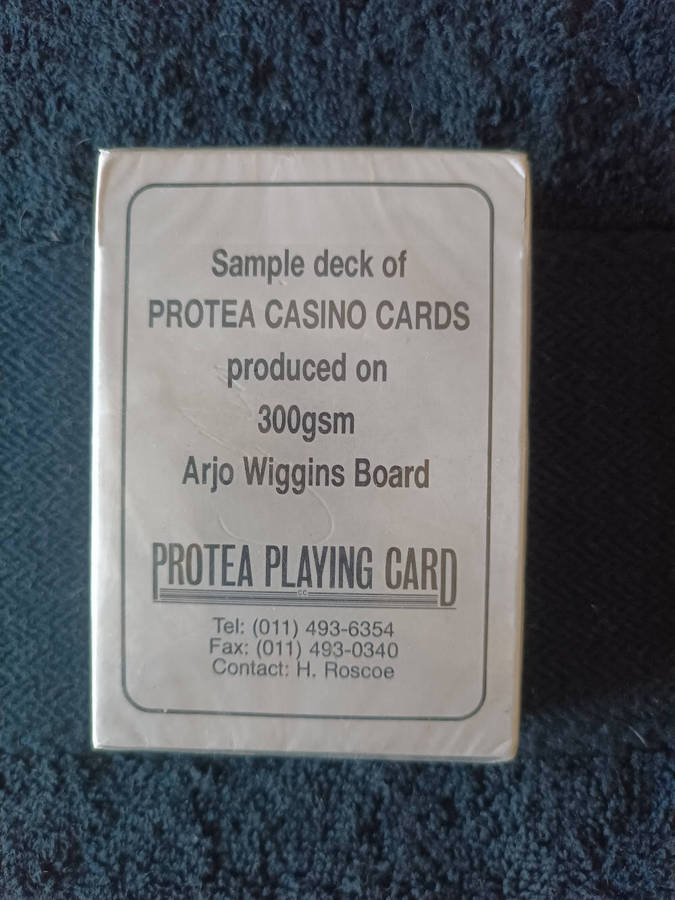 Sample deck of
PROTEA CASINO CARDS
produced on
300gsm
Arjo Wiggins Board
PROTEA PLAYING CARD
CC
Tel: (011) 493-6354
Fax: (011) 493-0340
Contact: H. Roscoe